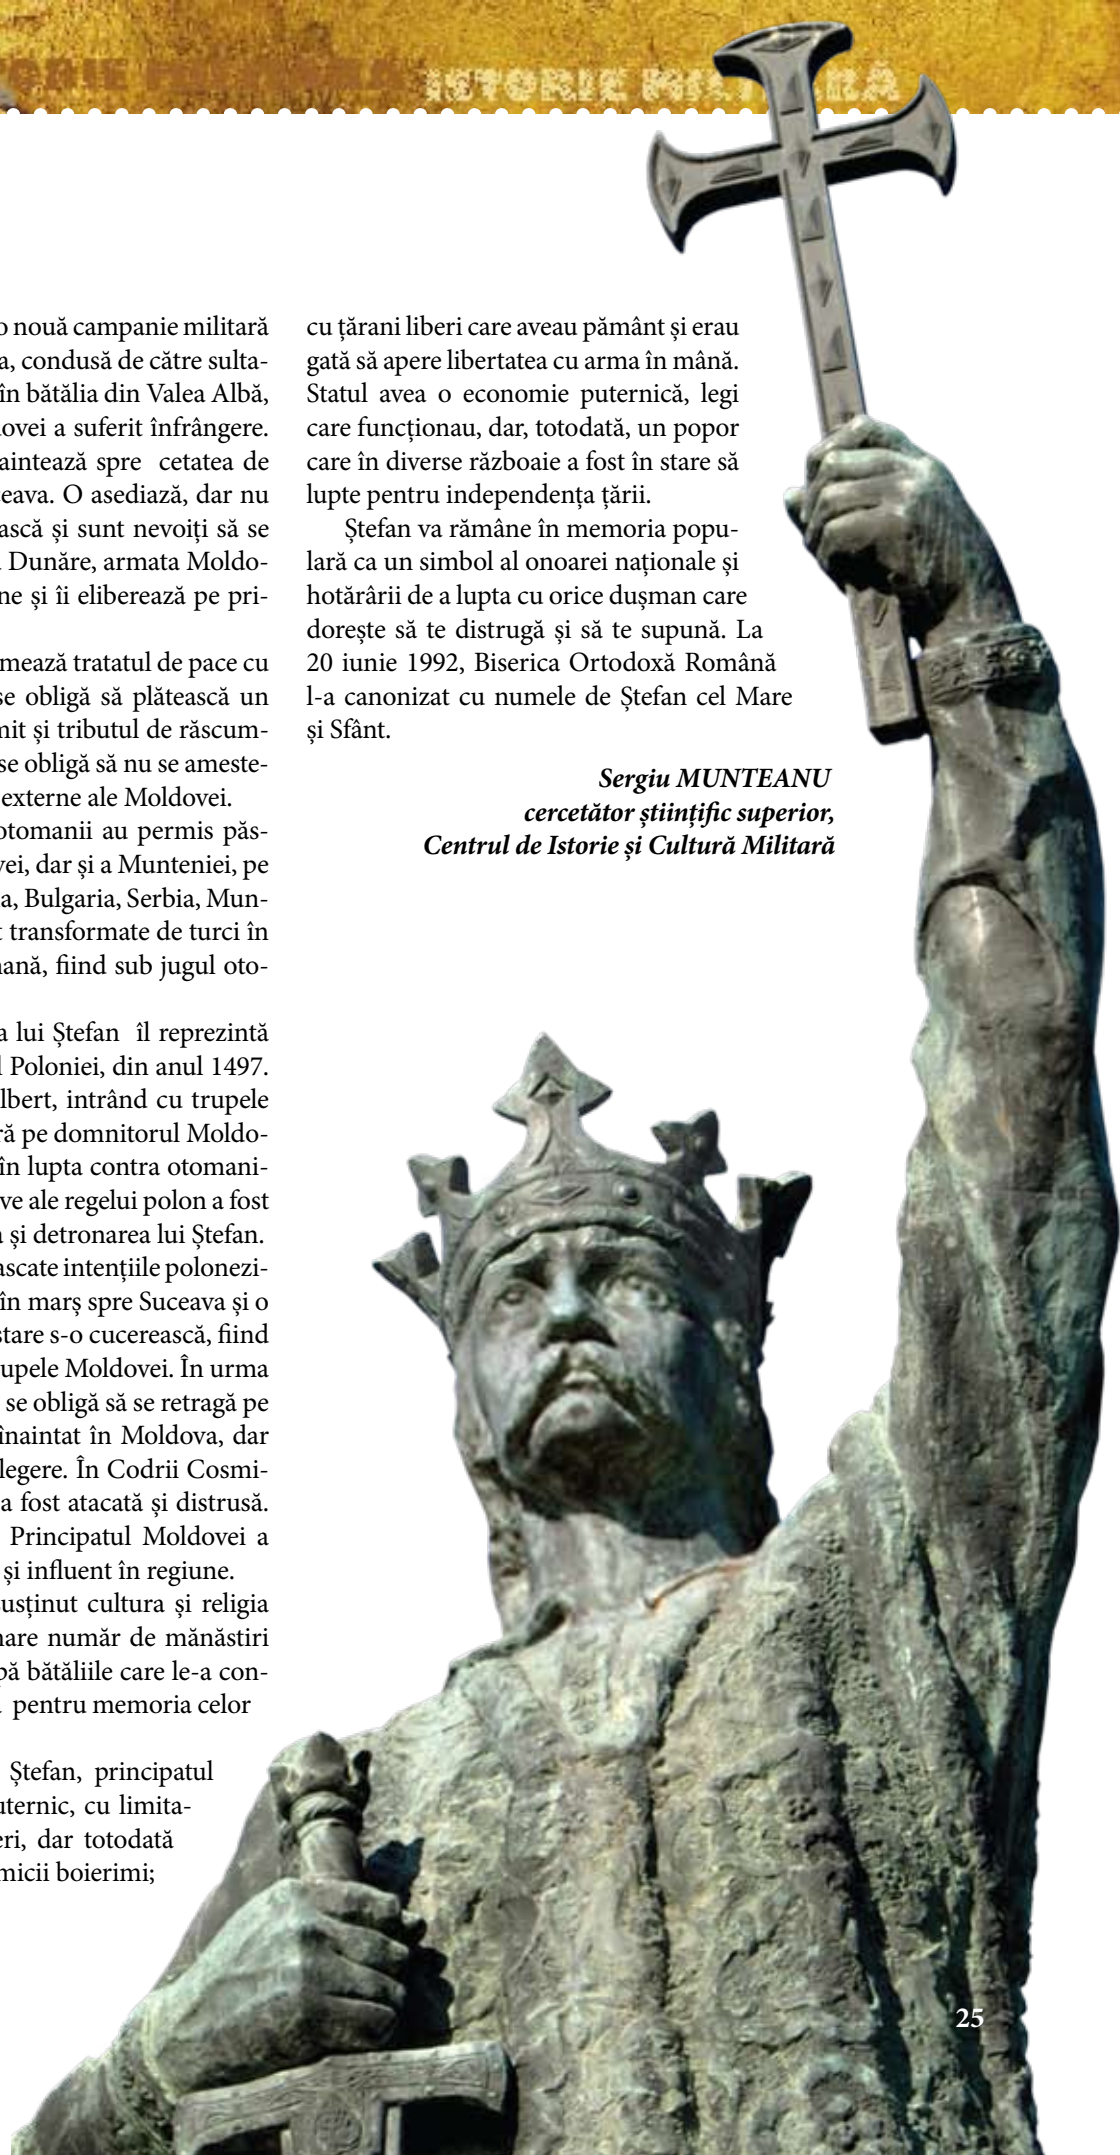 ISTORIE MILITARĂ
o nouă campanie militară
a, condusă de către sulta-
în bătălia din Valea Albă,
ovei a suferit înfrângere.
aintează spre cetatea de
eava. O asediază, dar nu
ască și sunt nevoiți să se
Dunăre, armata Moldo-
ne și îi eliberează pe pri-
mează tratatul de pace cu
se obligă să plătească un
mit și tributul de răscum-
se obligă să nu se ameste-
externe ale Moldovei.
otomanii au permis păs-
vei, dar și a Munteniei, pe
a, Bulgaria, Serbia, Mun-
t transformate de turci în
ană, fiind sub jugul oto-
a lui Ștefan îl reprezintă
l Poloniei, din anul 1497.
lbert, intrând cu trupele
ră pe domnitorul Moldo-
în lupta contra otomani-
ve ale regelui polon a fost
a și detronarea lui Ștefan.
ascate intențiile polonezi-
în marș spre Suceava și o
stare s-o cucerească, fiind
upele Moldovei. În urma
se obligă să se retragă pe
înaintat în Moldova, dar
legere. În Codrii Cosmi-
a fost atacată și distrusă.
Principatul Moldovei a
și influent în regiune.
usținut cultura și religia
mare număr de mănăstiri
pă bătăliile care le-a con-
pentru memoria celor
Ștefan, principatul
uternic, cu limita-
eri, dar totodată
micii boierimi;
cu țărani liberi care aveau pământ și erau
gată să apere libertatea cu arma în mână.
Statul avea o economie puternică, legi
care funcționau, dar, totodată, un popor
care în diverse războaie a fost în stare să
lupte pentru independența țării.
Ștefan va rămâne în memoria popu-
lară ca un simbol al onoarei naționale și
hotărârii de a lupta cu orice dușman care
dorește să te distrugă și să te supună. La
20 iunie 1992, Biserica Ortodoxă Română
l-a canonizat cu numele de Ștefan cel Mare
și Sfânt.
Sergiu MUNTEANU
cercetător științific superior,
Centrul de Istorie și Cultură Militară
25